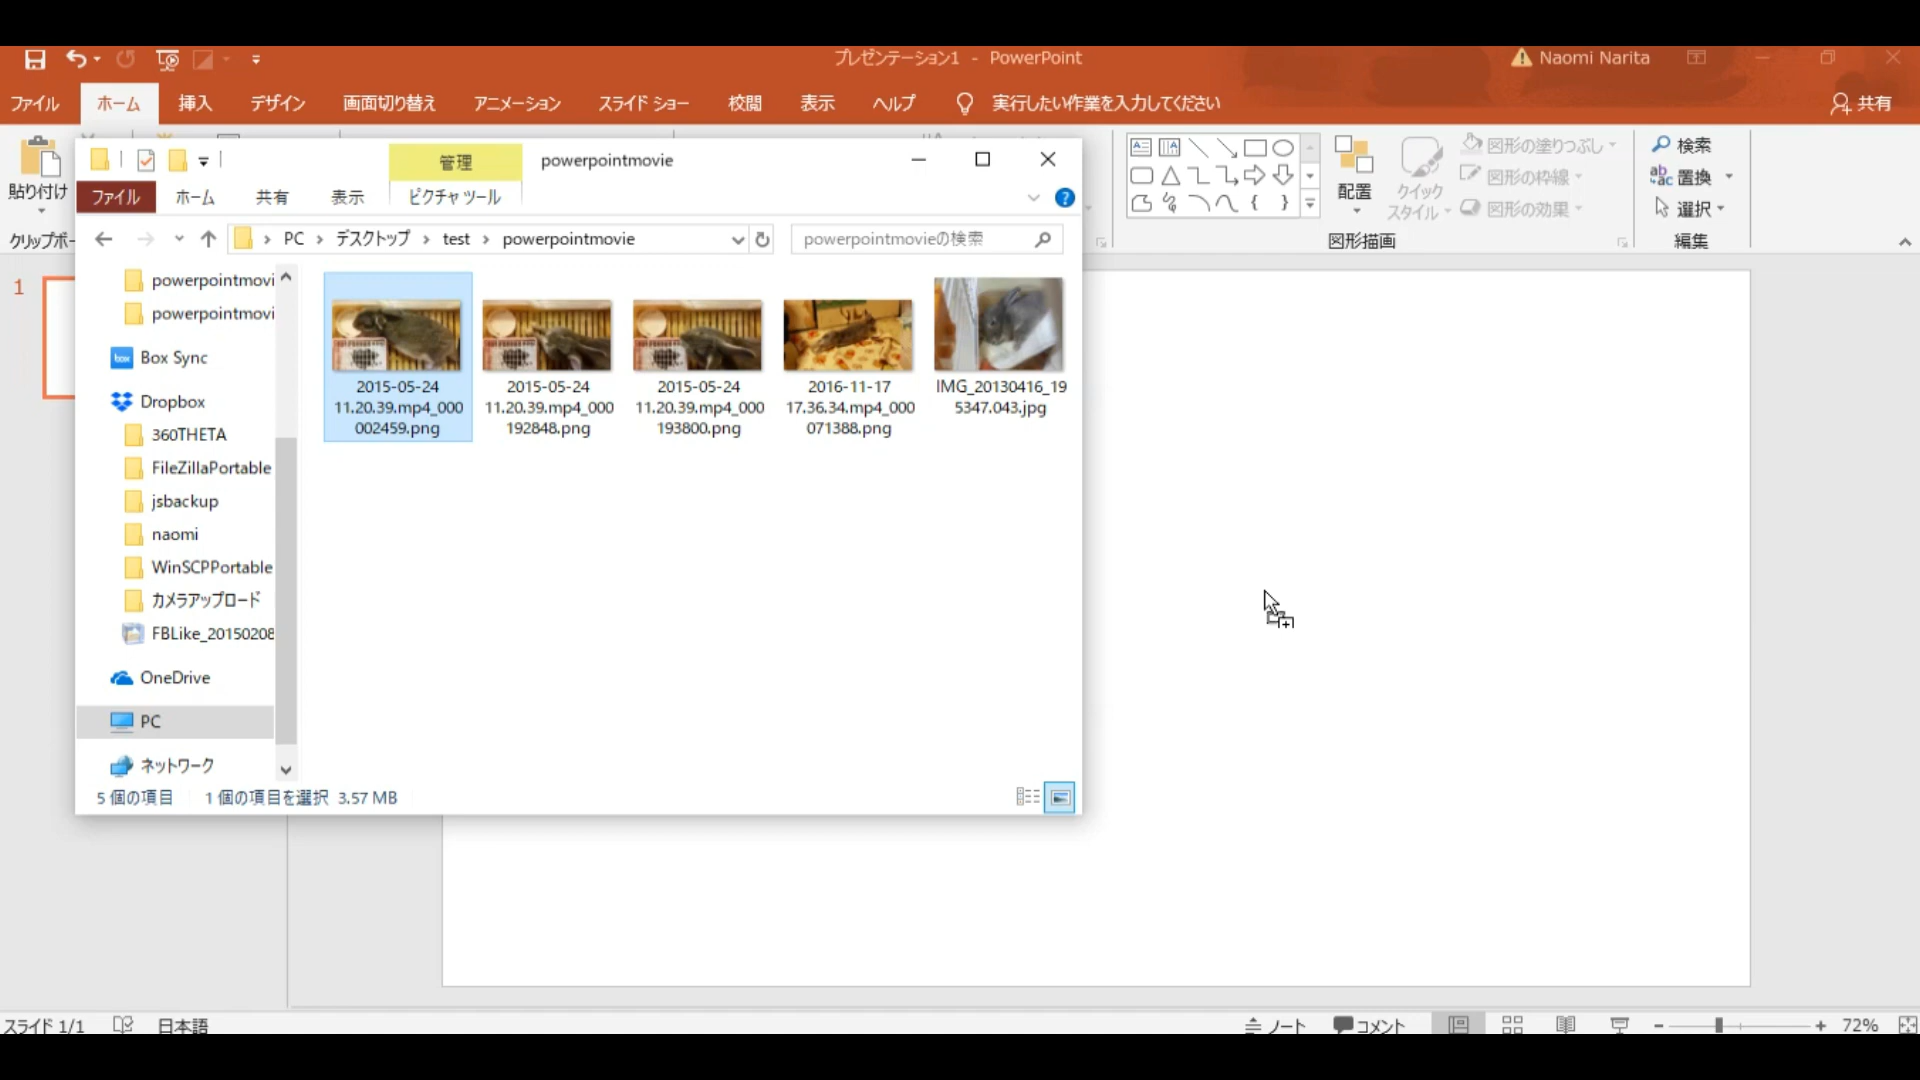 プレゼンテーション1 - PowerPoint
Naomi Narita
ファイル ホーム 挿入 デザイン 画面切り替え アニメーション スライド ショー 校閲 表示 ヘルプ 実行したい作業を入力してください 共有
貼り付け
クリップボー
配置
クイック
スタイル
図形の塗りつぶし
図形の枠線
図形の効果
図形描画
検索
置換
選択
編集
管理 powerpointmovie
ファイル ホーム 共有 表示 ピクチャ ツール
PC デスクトップ test powerpointmovie
powerpointmovieの検索
powerpointmovi
powerpointmovi
Box Sync
Dropbox
360THETA
FileZillaPortable
jsbackup
naomi
WinSCPPortable
カメラアップロード
FBLike_20150208
OneDrive
PC
ネットワーク
2015-05-24
11.20.39.mp4_000
002459.png
2015-05-24
11.20.39.mp4_000
192848.png
2015-05-24
11.20.39.mp4_000
193800.png
2016-11-17
17.36.34.mp4_000
071388.png
IMG_20130416_19
5347.043.jpg
5 個の項目 1 個の項目を選択 3.57 MB
1
スライド 1/1 日本語 ノート コメント 72%